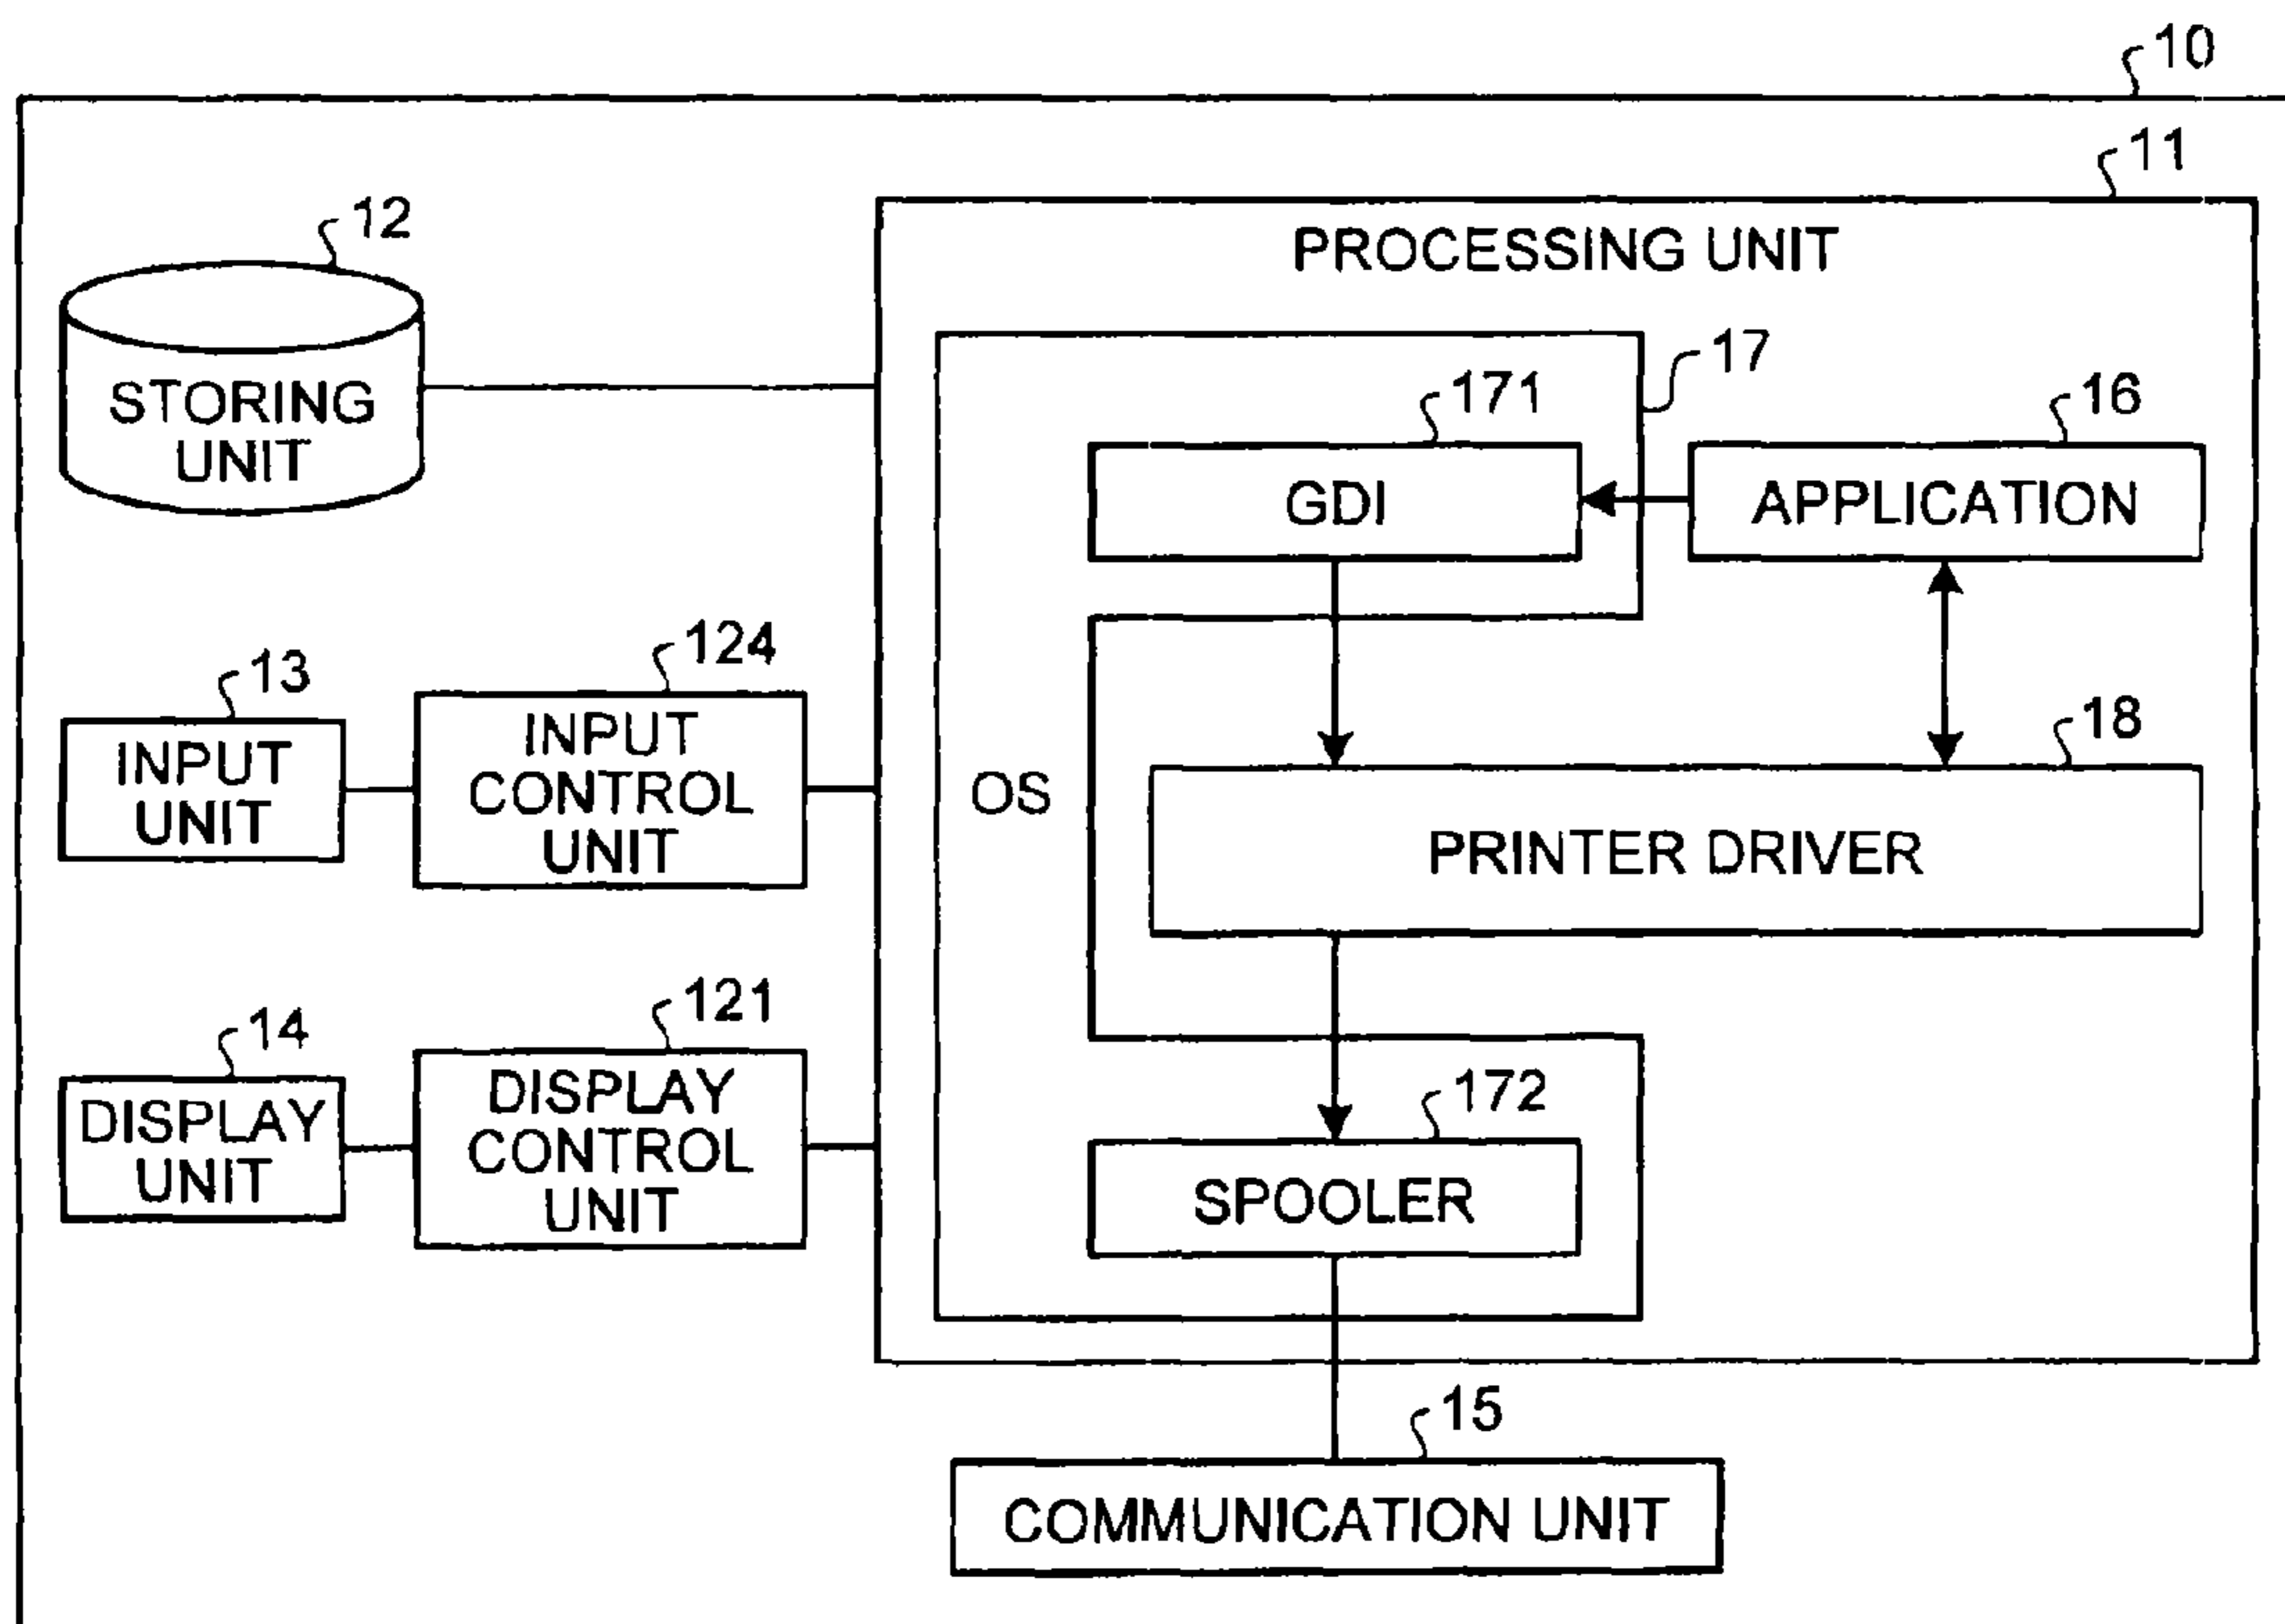 10
11
PROCESSING UNIT
12
STORING
UNIT
17
171
GDI
16
APPLICATION
13
INPUT
UNIT
124
INPUT
CONTROL
UNIT
OS
18
PRINTER DRIVER
14
DISPLAY
UNIT
121
DISPLAY
CONTROL
UNIT
172
SPOOLER
15
COMMUNICATION UNIT